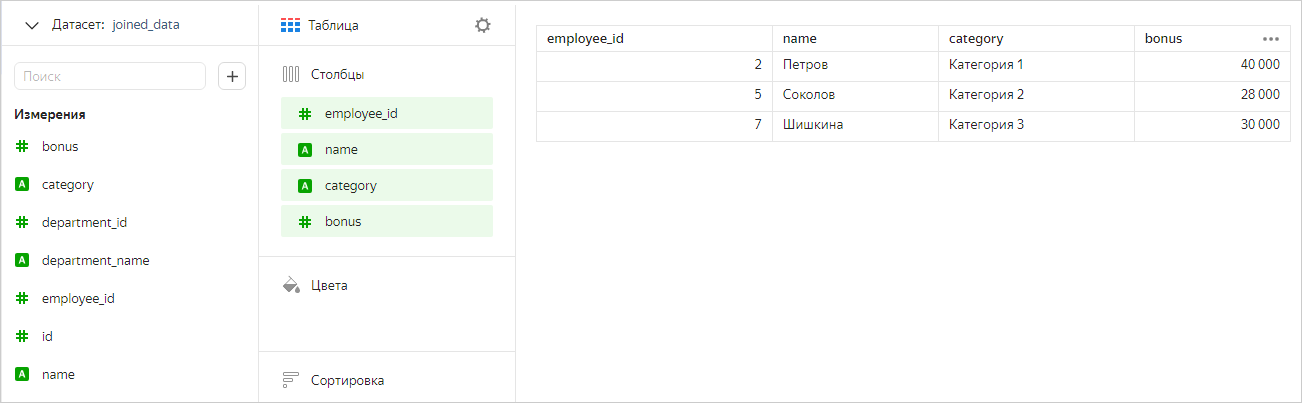 Датасет: joined_data
Поиск
Измерения
bonus
A category
department_id
A department_name
employee_id
id
A name
Таблица
Столбцы
employee_id
A name
A category
bonus
Цвета
Сортировка
employee_id name category bonus
2 Петров Категория 1 40 000
5 Соколов Категория 2 28 000
7 Шишкина Категория 3 30 000